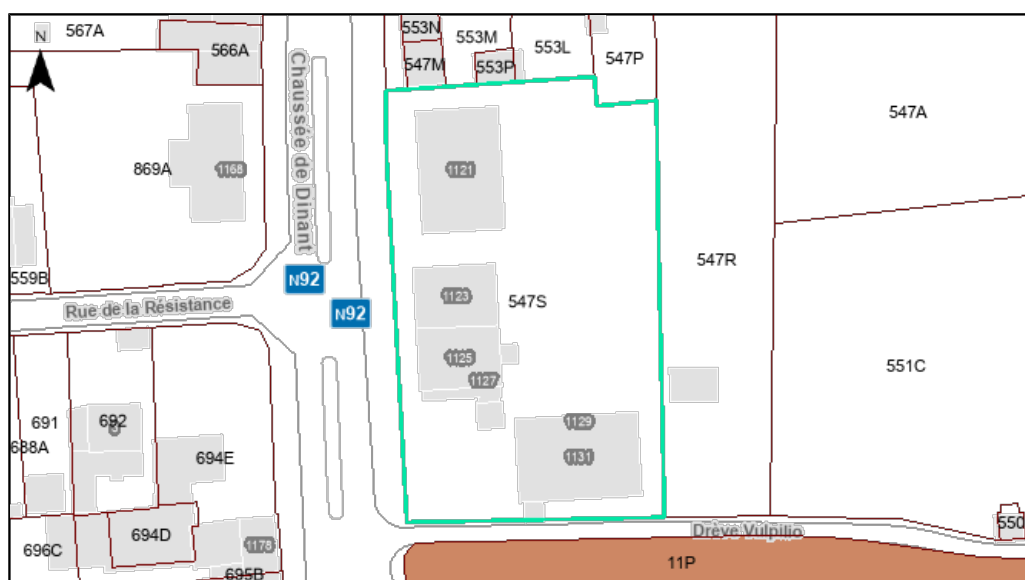 N
567A
566A
553N
553M
553L
547P
547M
553P
547A
Chaussée de Dinant
869A
1168
1121
559B
N92
N92
Rue de la Résistance
1123
547S
547R
1125
1127
551C
691
692
3
688A
694E
1129
1131
694D
696C
1178
695B
Drève Vulpilio
550
11P